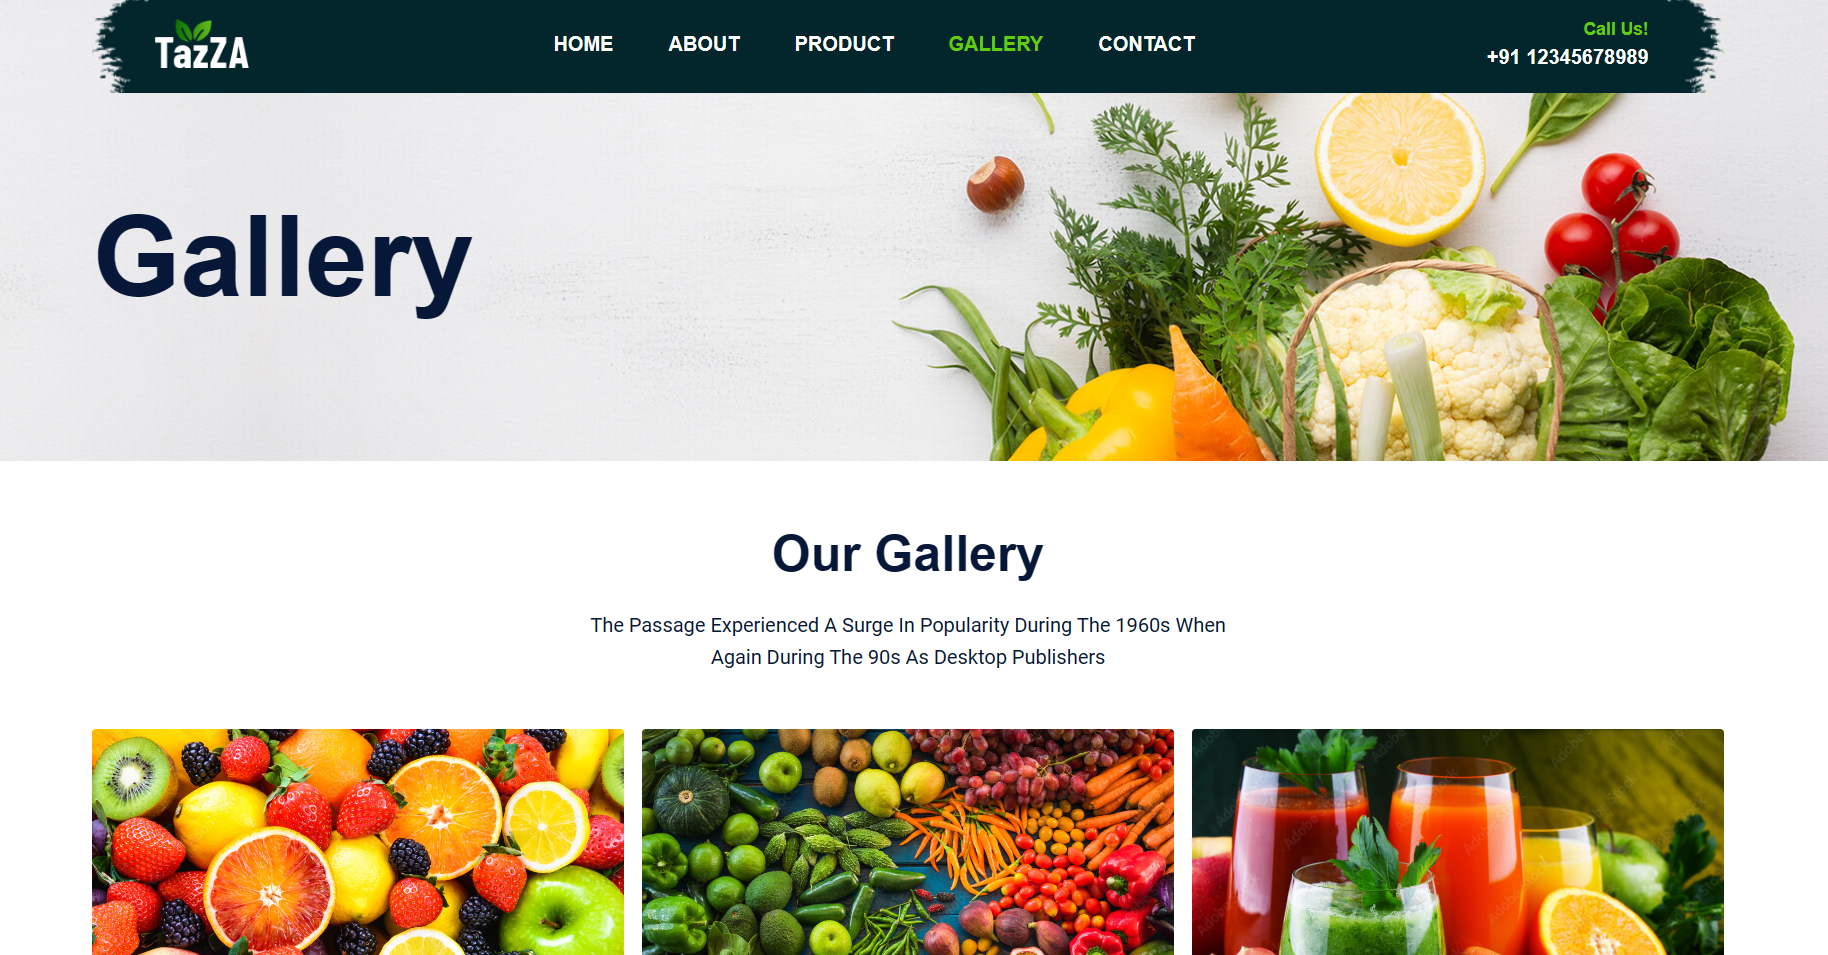 TazZA
HOME ABOUT PRODUCT GALLERY CONTACT
Call Us!
+91 12345678989
Gallery
Our Gallery
The Passage Experienced A Surge In Popularity During The 1960s When
Again During The 90s As Desktop Publishers